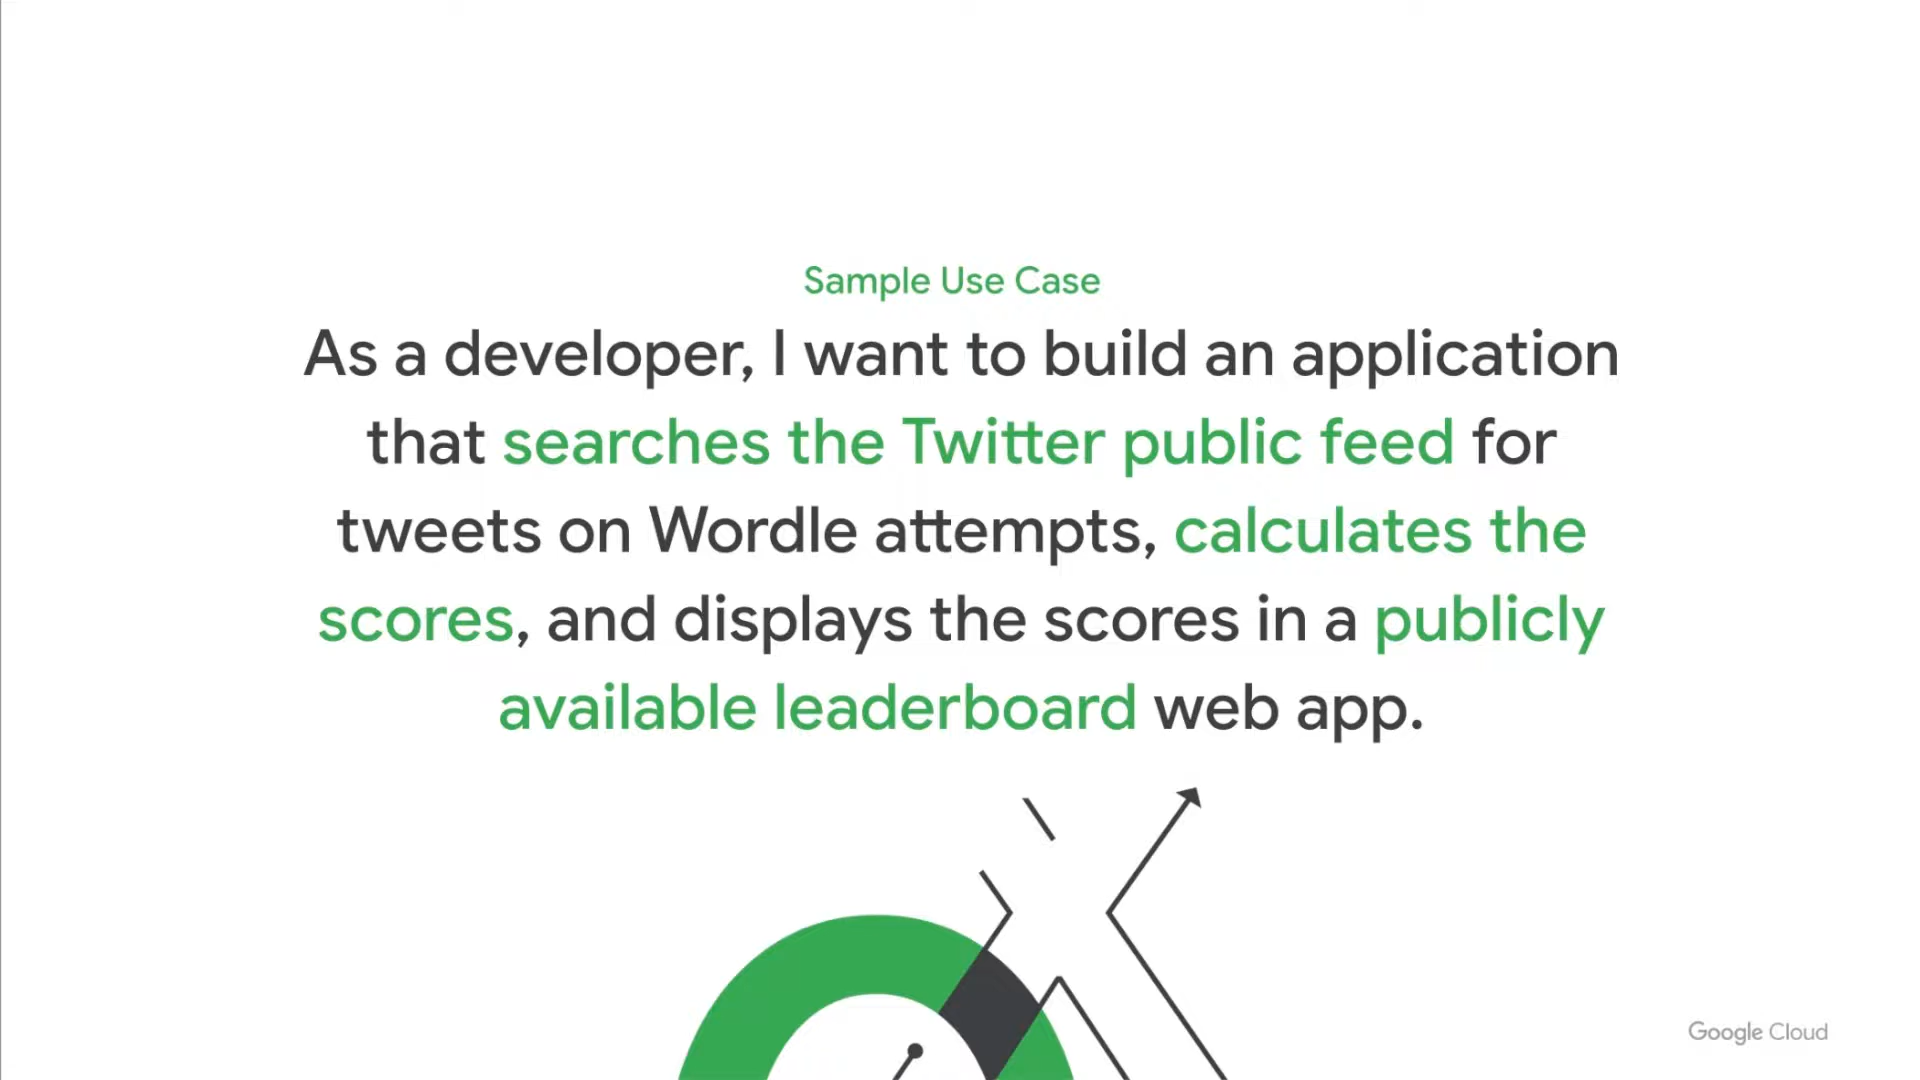 Sample Use Case
As a developer, I want to build an application
that searches the Twitter public feed for
tweets on Wordle attempts, calculates the
scores, and displays the scores in a publicly
available leaderboard web app.
Google Cloud